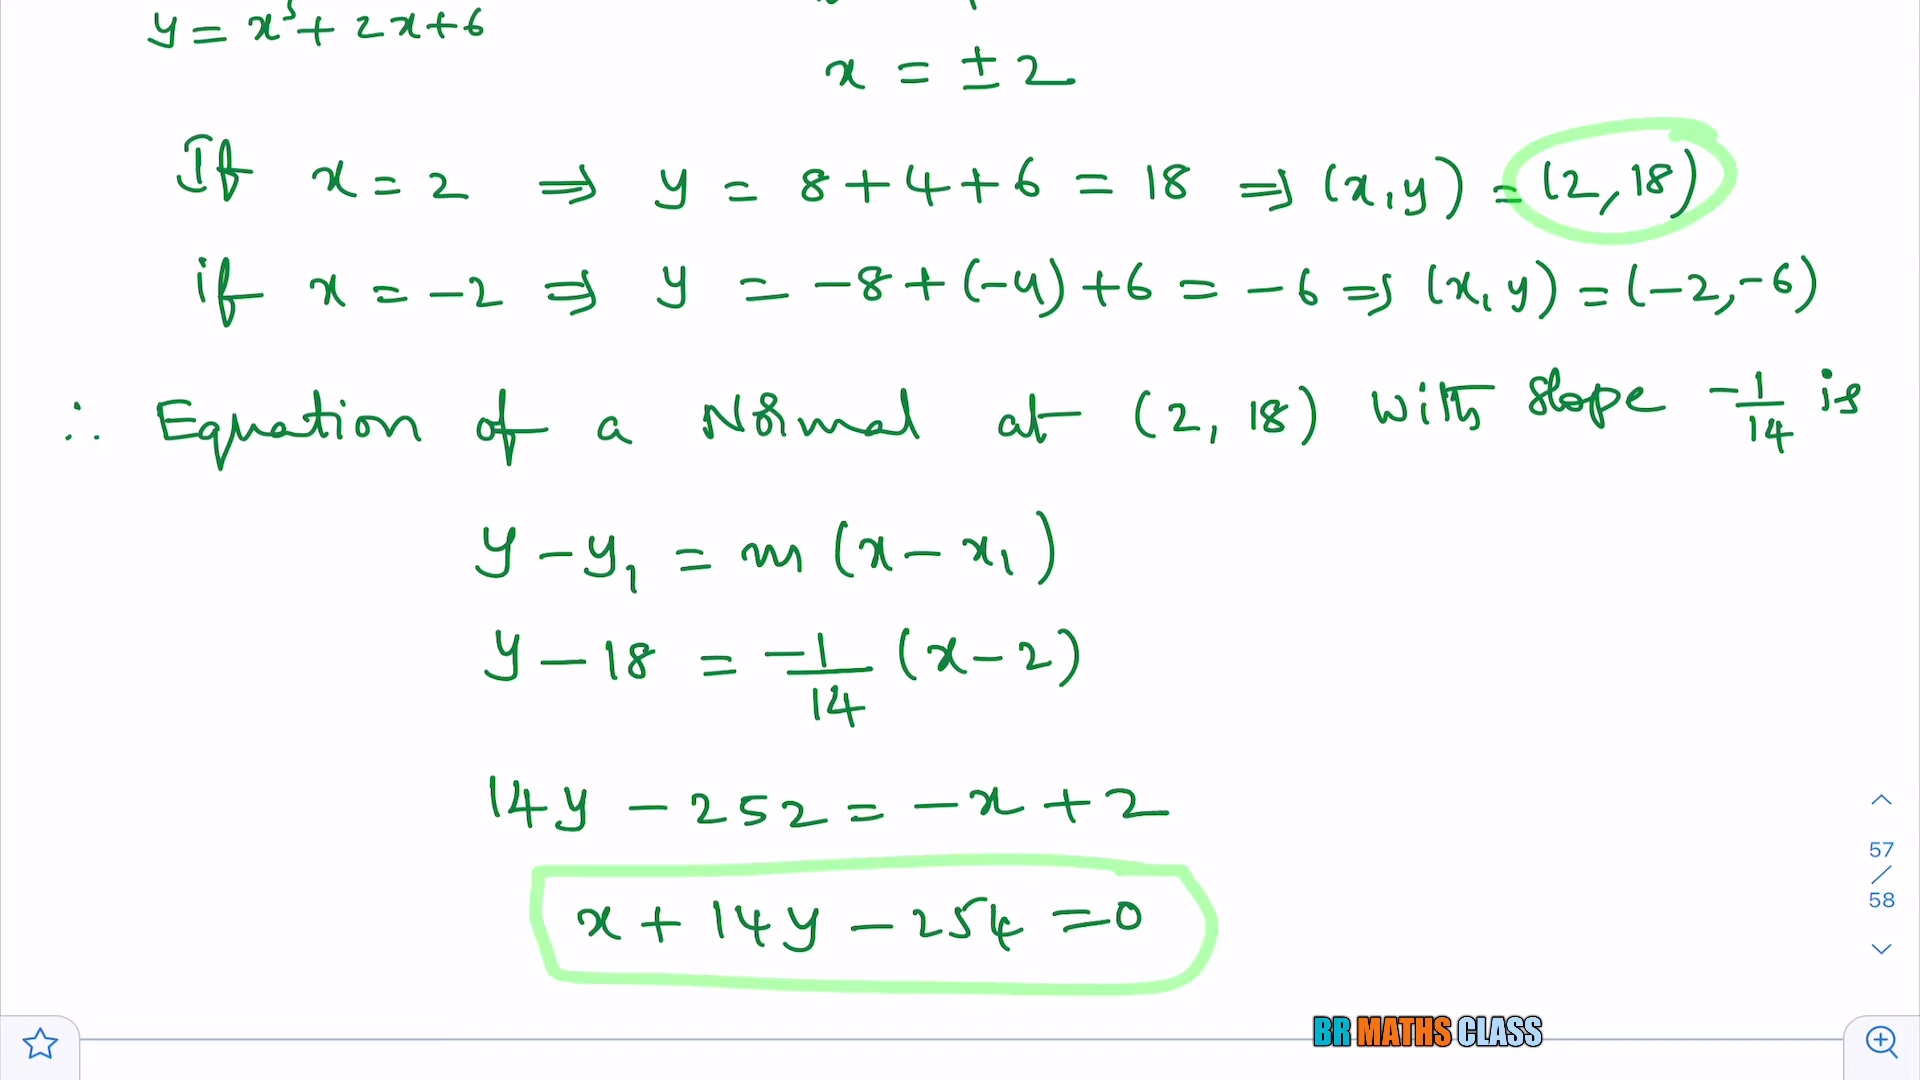 y = x³ + 2x + 6
x = ± 2
If x = 2 ⇒ y = 8 + 4 + 6 = 18 ⇒ (x, y) = (2, 18)
if x = -2 ⇒ y = -8 + (-4) + 6 = -6 ⇒ (x, y) = (-2, -6)
∴ Equation of a Normal at (2, 18) with slope -1/14 is
y - y₁ = m (x - x₁)
y - 18 = -1/14 (x - 2)
14y - 252 = -x + 2
x + 14y - 254 = 0
57
/
58
BR MATHS CLASS